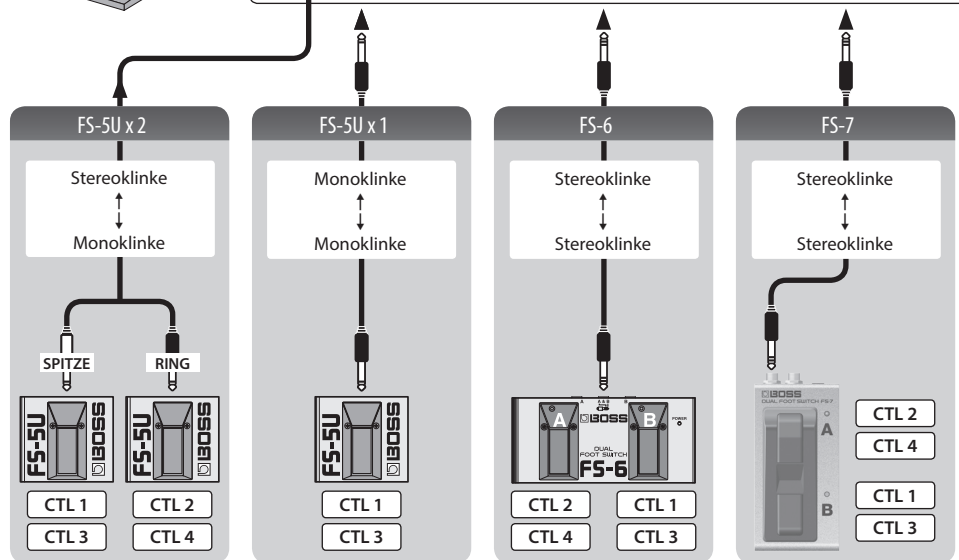 FS-5U x 2
Stereoklinke
Monoklinke
SPITZE
RING
FS-5U
BOSS
FS-5U
BOSS
CTL 1
CTL 2
CTL 3
CTL 4
FS-5U x 1
Monoklinke
Monoklinke
FS-5U
BOSS
CTL 1
CTL 3
FS-6
Stereoklinke
Stereoklinke
A
A & B
B
A
BOSS
B
POWER
DUAL
FOOT SWITCH
FS-6
CTL 2
CTL 1
CTL 4
CTL 3
FS-7
Stereoklinke
Stereoklinke
BOSS
DUAL FOOT SWITCH FS-7
A
B
CTL 2
CTL 4
CTL 1
CTL 3